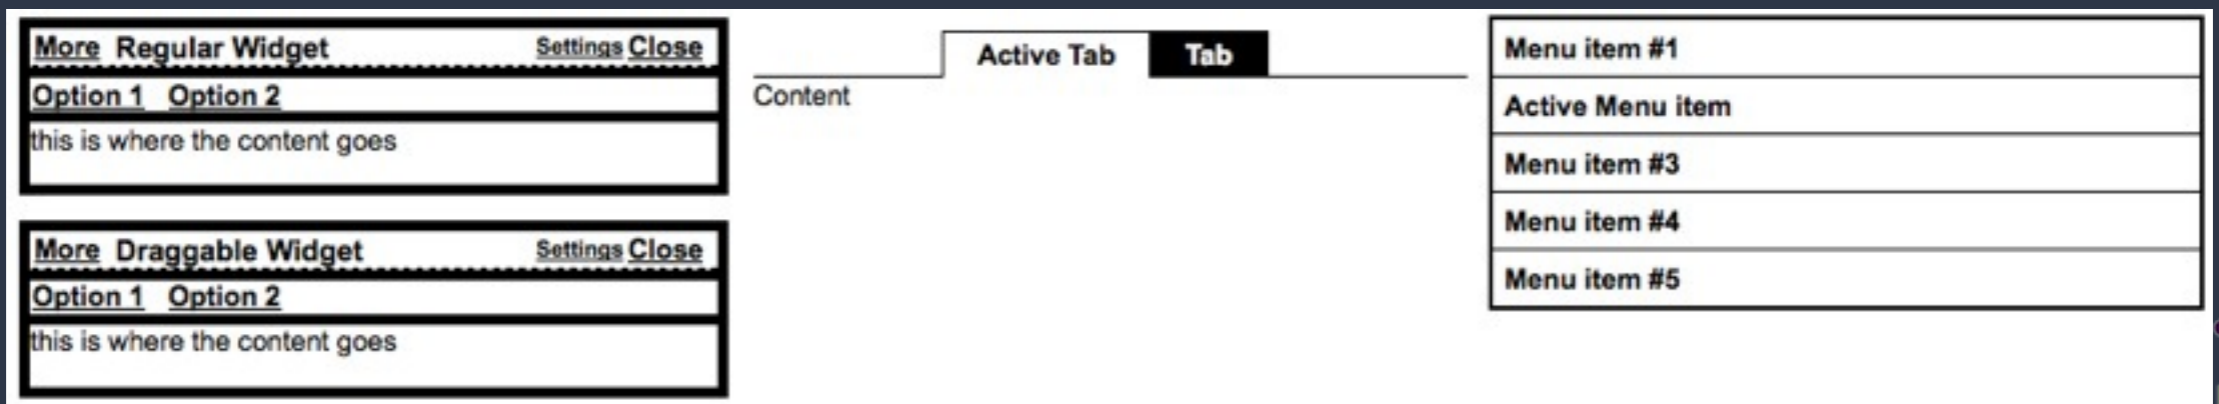 More Regular Widget Settings Close
Option 1 Option 2
this is where the content goes
More Draggable Widget Settings Close
Option 1 Option 2
this is where the content goes
Active Tab Tab
Content
Menu item #1
Active Menu item
Menu item #3
Menu item #4
Menu item #5